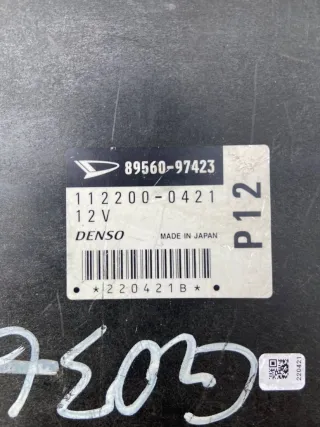 89560-97423
112200-0421
12V
DENSO MADE IN JAPAN
*220421B*
P12
220421